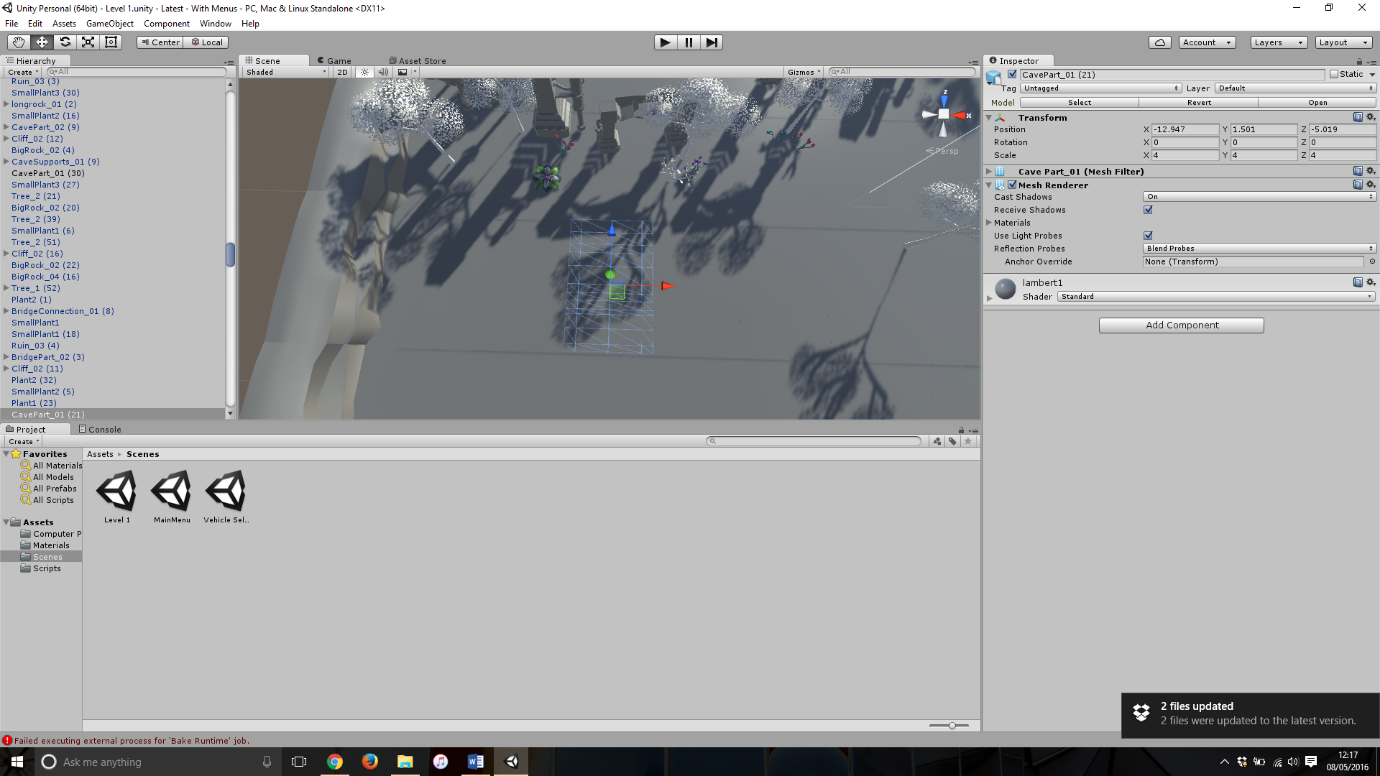 Unity Personal (64bit) - Level 1.unity - Latest - With Menus - PC, Mac & Linux Standalone <DX11>
File Edit Assets GameObject Component Window Help
Center Local
Account Layers Layout
Hierarchy
Create All
Ruin_03 (3)
SmallPlant3 (30)
longrock_01 (2)
SmallPlant2 (16)
CavePart_02 (9)
Cliff_02 (12)
BigRock_02 (4)
CaveSupports_01 (9)
CavePart_01 (30)
SmallPlant3 (27)
Tree_2 (21)
BigRock_02 (20)
Tree_2 (39)
SmallPlant1 (6)
Tree_2 (51)
Cliff_02 (16)
BigRock_02 (22)
BigRock_04 (16)
Tree_1 (52)
Plant2 (1)
BridgeConnection_01 (8)
SmallPlant1
SmallPlant1 (18)
Ruin_03 (4)
BridgePart_02 (3)
Cliff_02 (11)
Plant2 (32)
SmallPlant2 (5)
Plant1 (23)
CavePart_01 (21)
Scene Game Asset Store
Shaded 2D Gizmos All
z
x
Persp
Inspector
CavePart_01 (21) Static
Tag Untagged Layer Default
Model Select Revert Open
Transform
Position X -12.947 Y 1.501 Z -5.019
Rotation X 0 Y 0 Z 0
Scale X 4 Y 4 Z 4
Cave Part_01 (Mesh Filter)
Mesh Renderer
Cast Shadows On
Receive Shadows
Materials
Use Light Probes
Reflection Probes Blend Probes
Anchor Override None (Transform)
lambert1
Shader Standard
Add Component
Project Console
Create
Favorites
All Materials
All Models
All Prefabs
All Scripts
Assets
Computer P
Materials
Scenes
Scripts
Assets Scenes
Level 1 MainMenu Vehicle Sel...
2 files updated
2 files were updated to the latest version.
Failed executing external process for 'Bake Runtime' job.
Ask me anything
12:17
08/05/2016